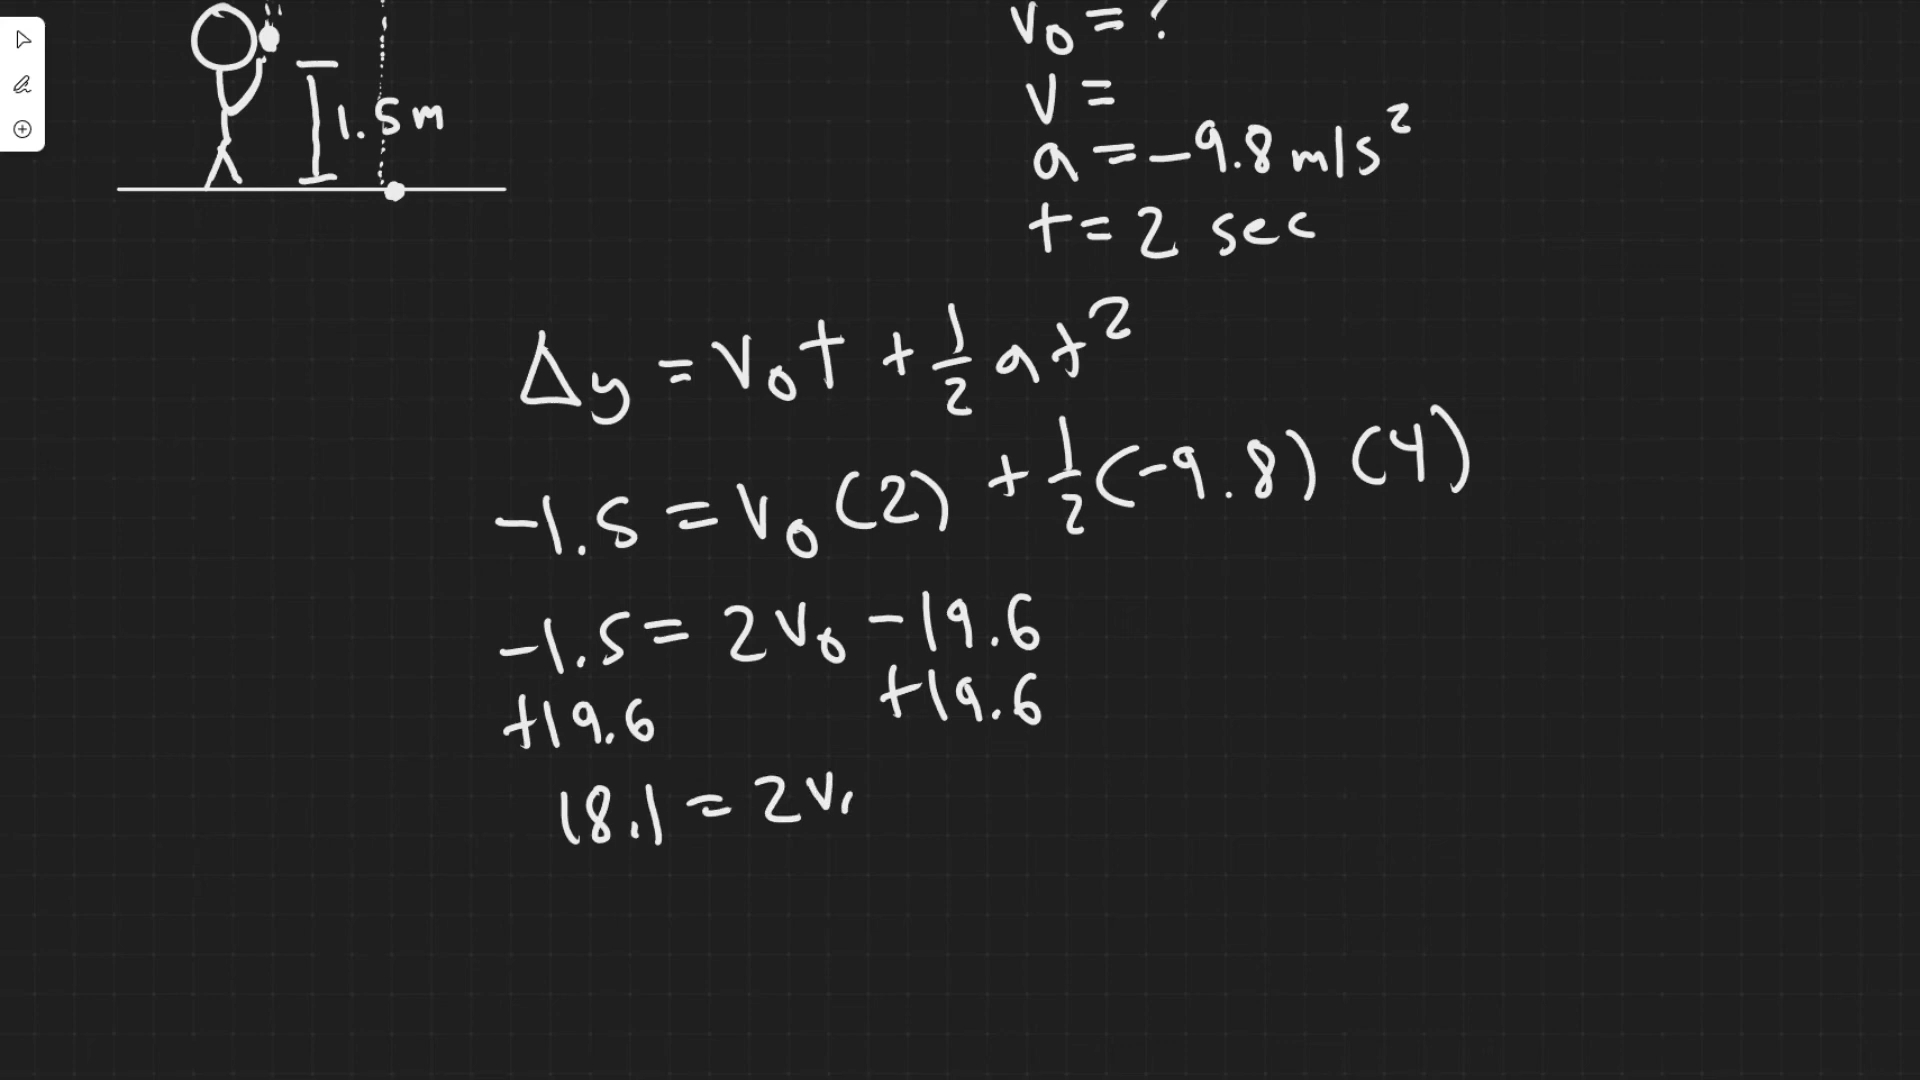 v₀ = ?
v =
1.5m
a = -9.8 m/s²
t = 2 sec
Δy = v₀t + ½at²
-1.5 = v₀(2) + ½(-9.8)(4)
-1.5 = 2v₀ - 19.6
+19.6 +19.6
18.1 = 2v